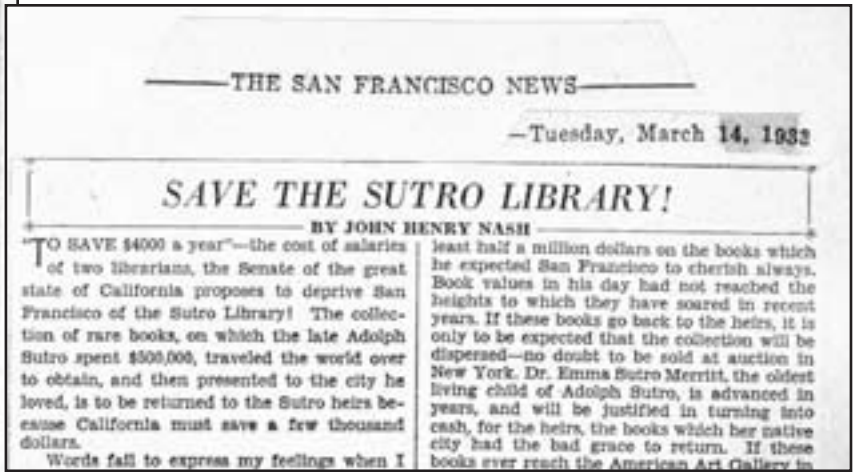 THE SAN FRANCISCO NEWS
—Tuesday, March 14, 1933
SAVE THE SUTRO LIBRARY!
BY JOHN HENRY NASH
"TO SAVE $4000 a year"—the cost of salaries
of two librarians, the Senate of the great
state of California proposes to deprive San
Francisco of the Sutro Library! The collec-
tion of rare books, on which the late Adolph
Sutro spent $500,000, traveled the world over
to obtain, and then presented to the city he
loved, is to be returned to the Sutro heirs be-
cause California must save a few thousand
dollars.
Words fail to express my feelings when I
least half a million dollars on the books which
he expected San Francisco to cherish always.
Book values in his day had not reached the
heights to which they have soared in recent
years. If these books go back to the heirs, it is
only to be expected that the collection will be
dispersed—no doubt to be sold at auction in
New York. Dr. Emma Sutro Merritt, the oldest
living child of Adolph Sutro, is advanced in
years, and will be justified in turning into
cash, for the heirs, the books which her native
city had the bad grace to return. If these
books ever reach the American Art Gallery in